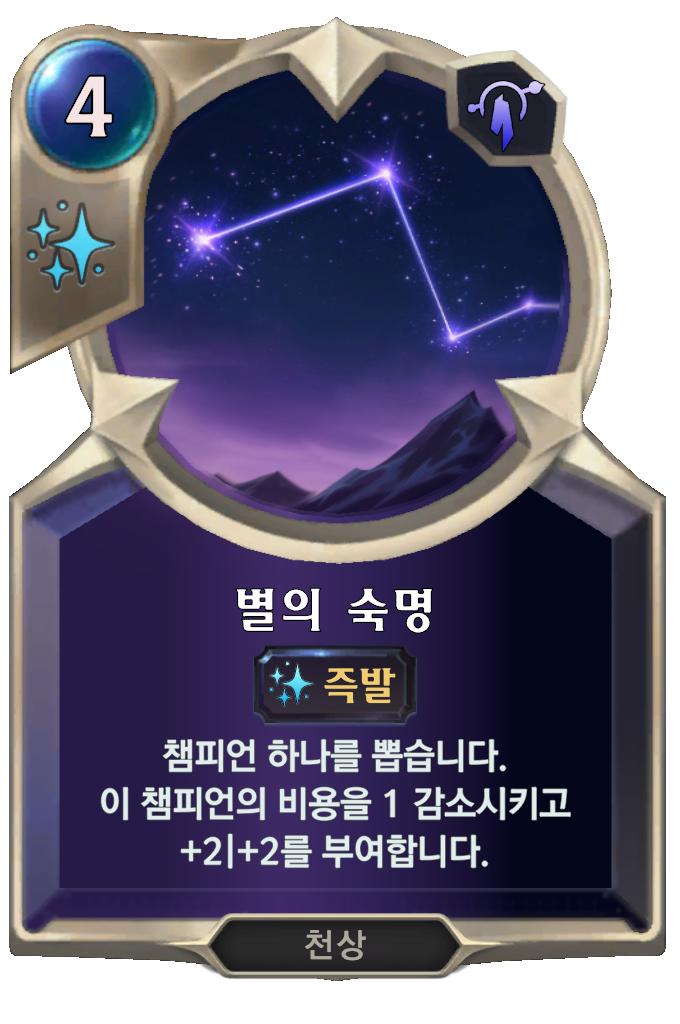 4
별의 숙명
즉발
챔피언 하나를 뽑습니다.
이 챔피언의 비용을 1 감소시키고
+2|+2를 부여합니다.
천상